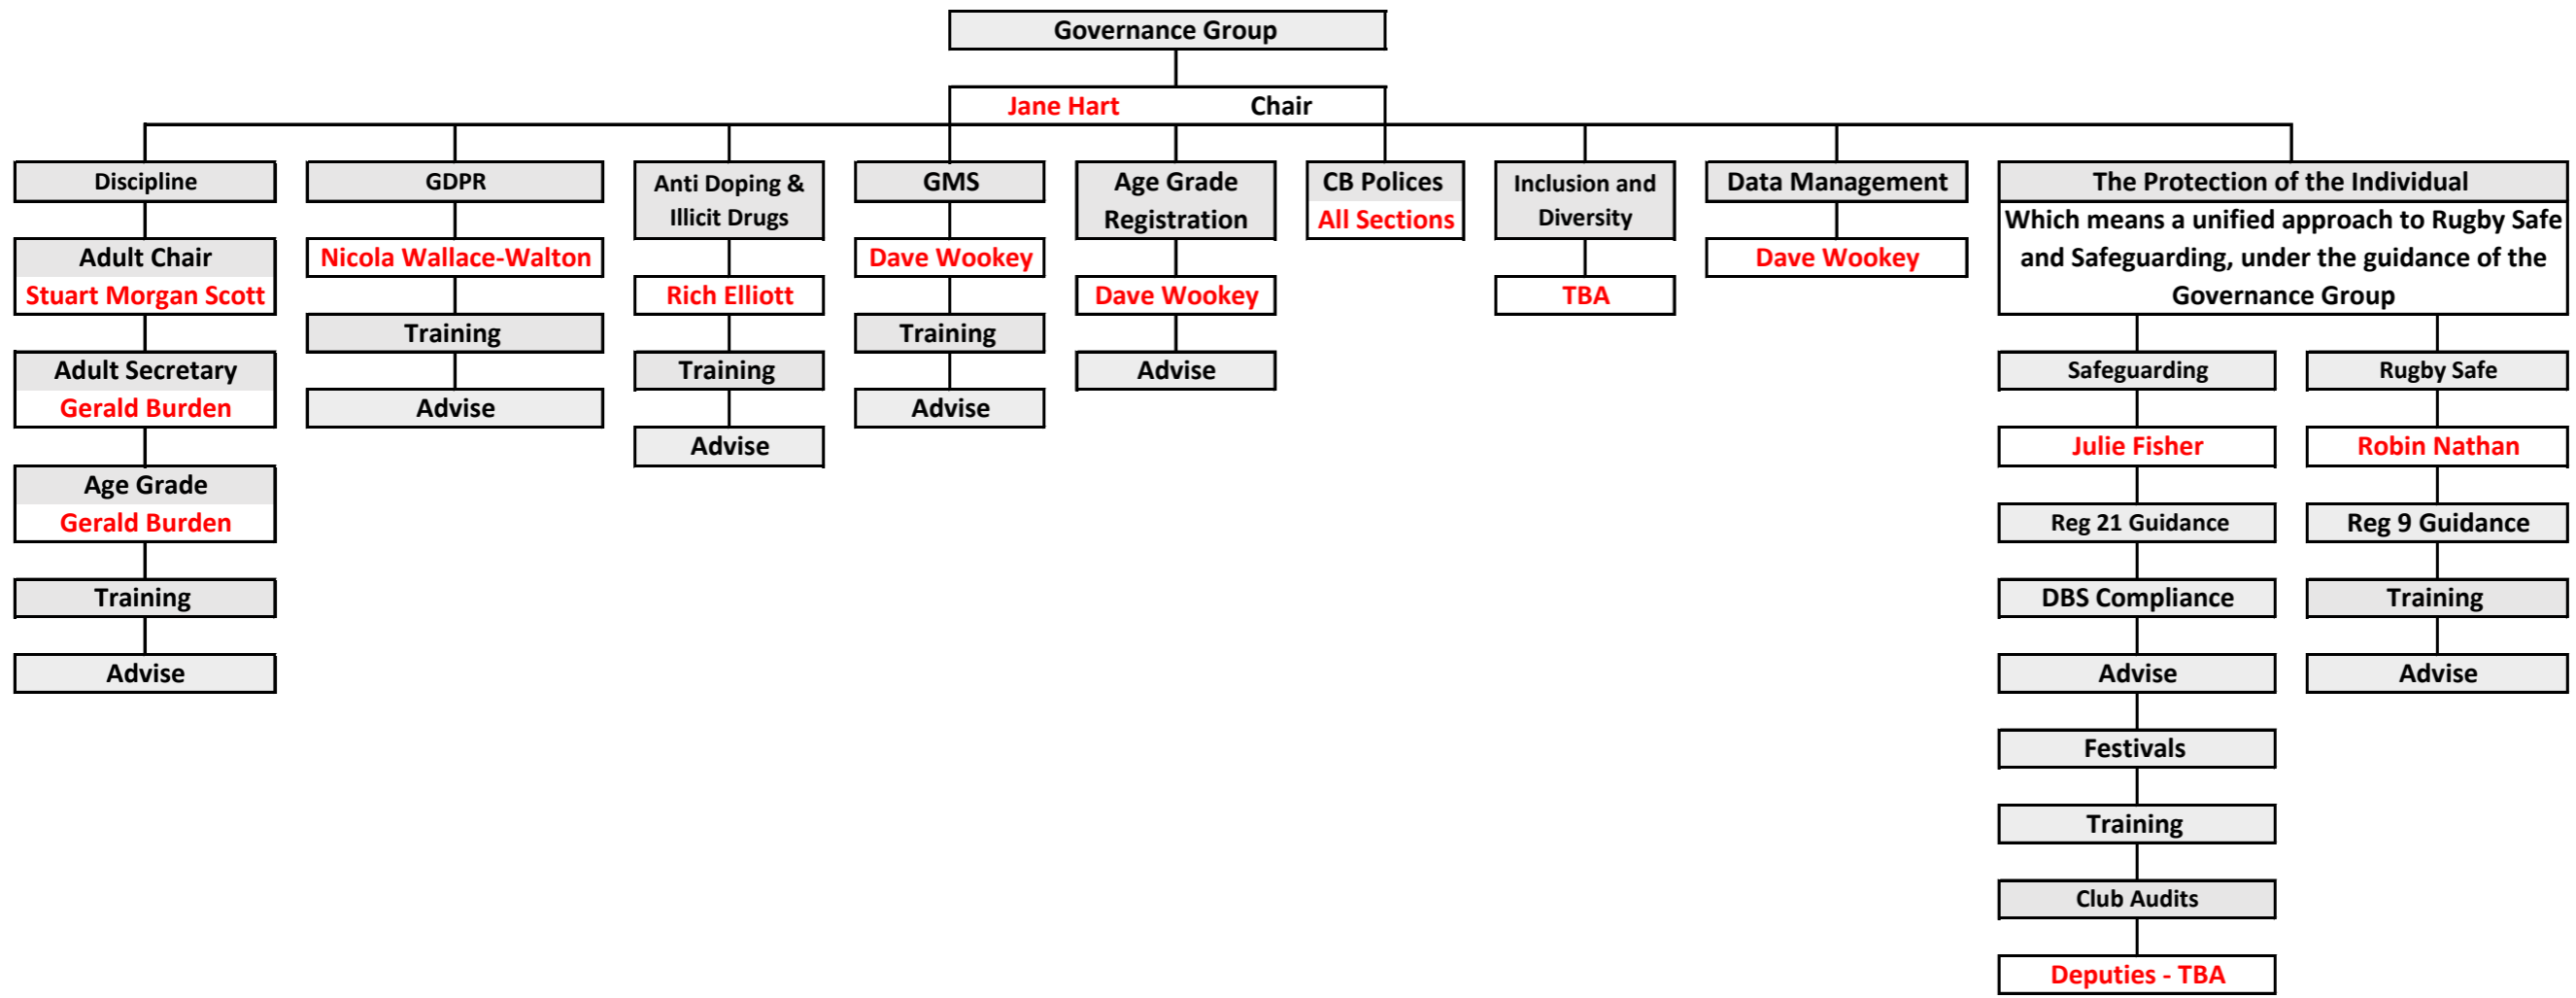 Governance Group
Jane Hart Chair
Discipline
Adult Chair
Stuart Morgan Scott
Adult Secretary
Gerald Burden
Age Grade
Gerald Burden
Training
Advise
GDPR
Nicola Wallace-Walton
Training
Advise
Anti Doping &
Illicit Drugs
Rich Elliott
Training
Advise
GMS
Dave Wookey
Training
Advise
Age Grade
Registration
Dave Wookey
Advise
CB Polices
All Sections
Inclusion and
Diversity
TBA
Data Management
Dave Wookey
The Protection of the Individual
Which means a unified approach to Rugby Safe
and Safeguarding, under the guidance of the
Governance Group
Safeguarding
Julie Fisher
Reg 21 Guidance
DBS Compliance
Advise
Festivals
Training
Club Audits
Deputies - TBA
Rugby Safe
Robin Nathan
Reg 9 Guidance
Training
Advise